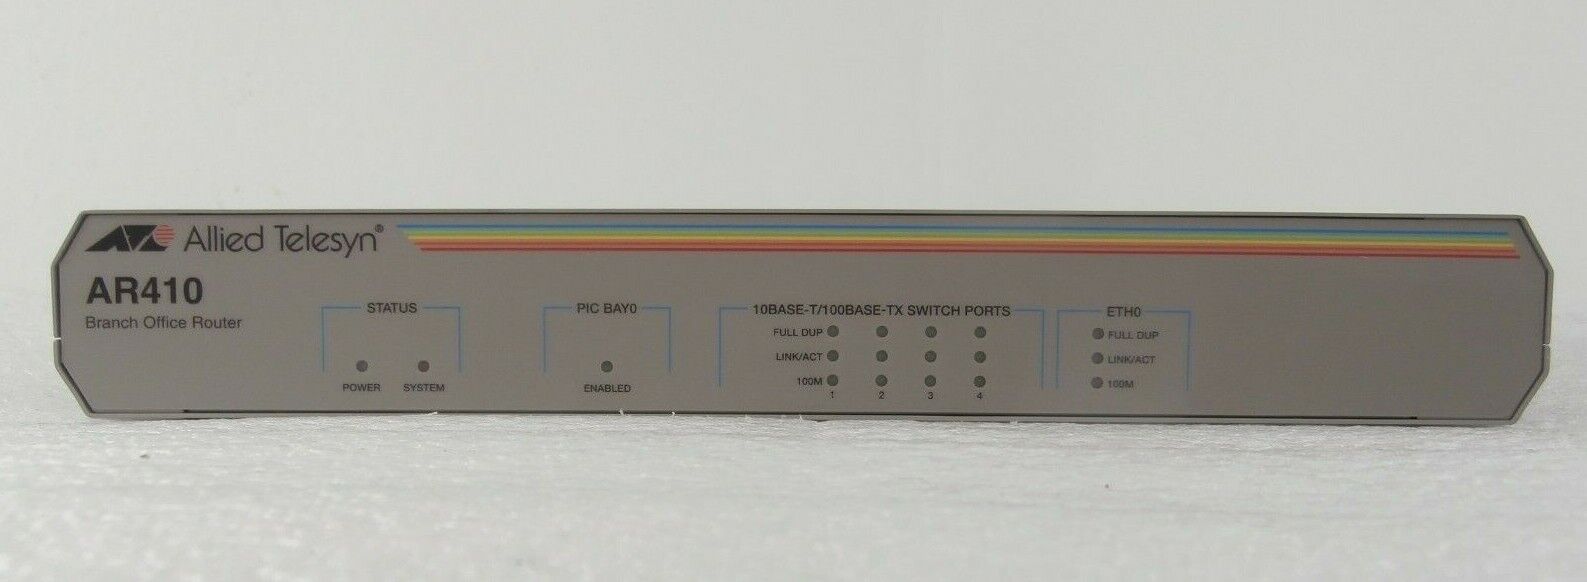 Allied Telesyn®
AR410
Branch Office Router
STATUS
POWER SYSTEM
PIC BAY0
ENABLED
10BASE-T/100BASE-TX SWITCH PORTS
FULL DUP
LINK/ACT
100M
1 2 3 4
ETH0
FULL DUP
LINK/ACT
100M